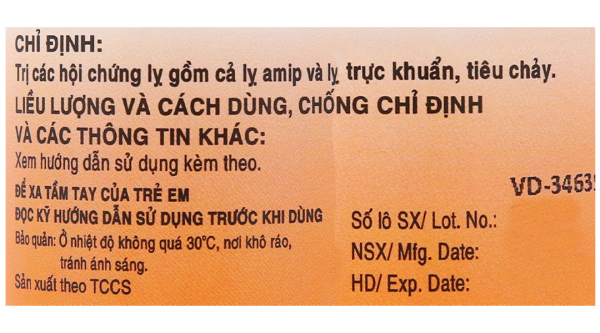 CHỈ ĐỊNH:
Trị các hội chứng lỵ gồm cả lỵ amip và lỵ trực khuẩn, tiêu chảy.
LIỀU LƯỢNG VÀ CÁCH DÙNG, CHỐNG CHỈ ĐỊNH
VÀ CÁC THÔNG TIN KHÁC:
Xem hướng dẫn sử dụng kèm theo.
ĐỂ XA TẦM TAY CỦA TRẺ EM
ĐỌC KỸ HƯỚNG DẪN SỬ DỤNG TRƯỚC KHI DÙNG
Bảo quản: Ở nhiệt độ không quá 30°C, nơi khô ráo,
tránh ánh sáng.
Sản xuất theo TCCS
VD-3463
Số lô SX/ Lot. No.:
NSX/ Mfg. Date:
HD/ Exp. Date: